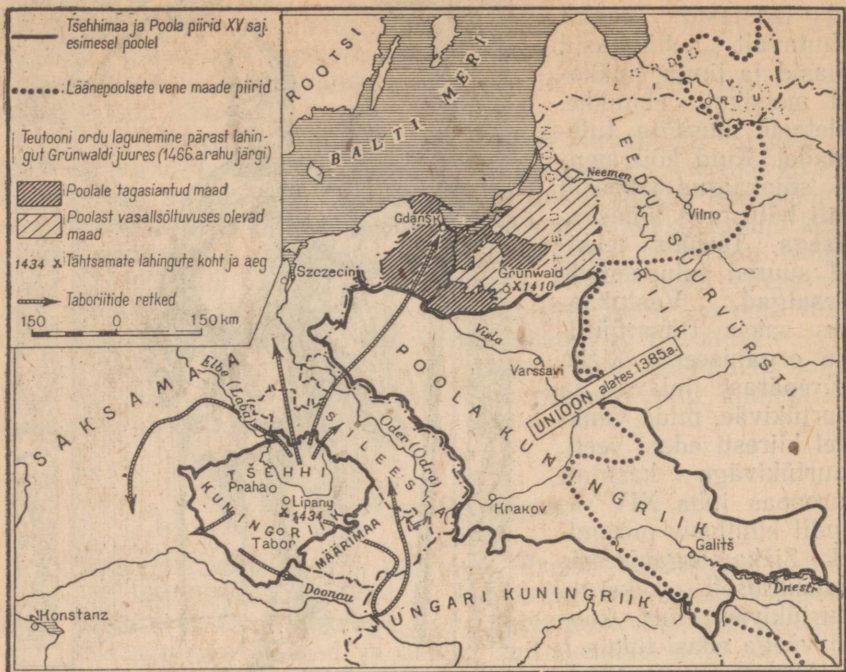 Tšehhimaa ja Poola piirid XV saj.
esimesel poolel
Läänepoolsete vene maade piirid
Teutooni ordu lagunemine pärast lahin-
gut Grünwaldi juures (1466.a.rahu järgi)
Poolale tagasiantud maad
Poolast vasallsõltuvuses olevad
maad
1434 x Tähtsamate lahingute koht ja aeg
Taboriitide retked
150 0 150 km
ROOTSI
BALTI MERI
LEEDU SUURVÜRSTI
RIIK
ORDU
V.
ORDU
TEUTOONI
Neemen
Vilno
Gdańsk
Grünwald
x 1410
Szczecin
Visla
Varssavi
POOLA KUNINGRIIK
UNIOON alates 1385.a.
SAKSAMAA
Elbe (Laba)
SILEESIA
Oder (Odra)
TŠEHHI
KUNINGRIIK
Praha
Lipany
x 1434
Tabor
MÄÄRIMAA
Doonau
Krakov
Galitš
Dnestr
UNGARI KUNINGRIIK
Konstanz